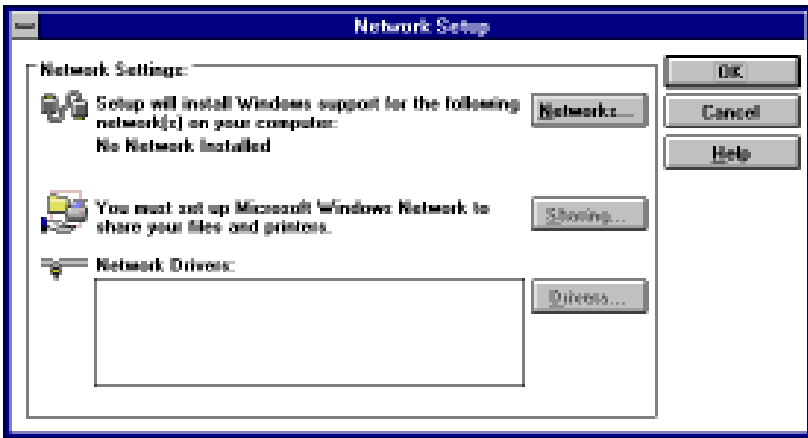 Network Setup
Network Settings:
Setup will install Windows support for the following
network(s) on your computer:
No Network Installed
Networks...
You must set up Microsoft Windows Network to
share your files and printers.
Sharing...
Network Drivers:
Drivers...
OK
Cancel
Help